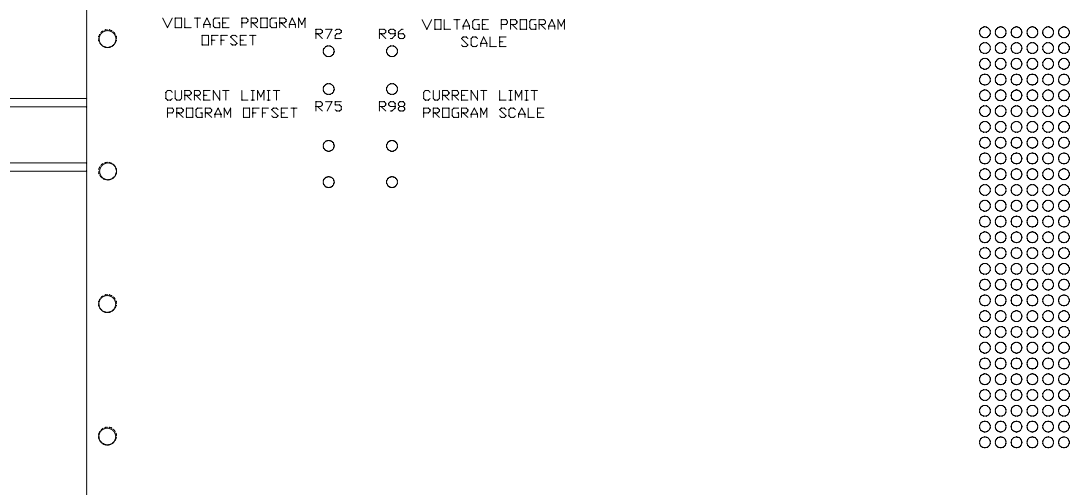 VOLTAGE PROGRAM
OFFSET
R72
R96
VOLTAGE PROGRAM
SCALE
CURRENT LIMIT
PROGRAM OFFSET
R75
R98
CURRENT LIMIT
PROGRAM SCALE